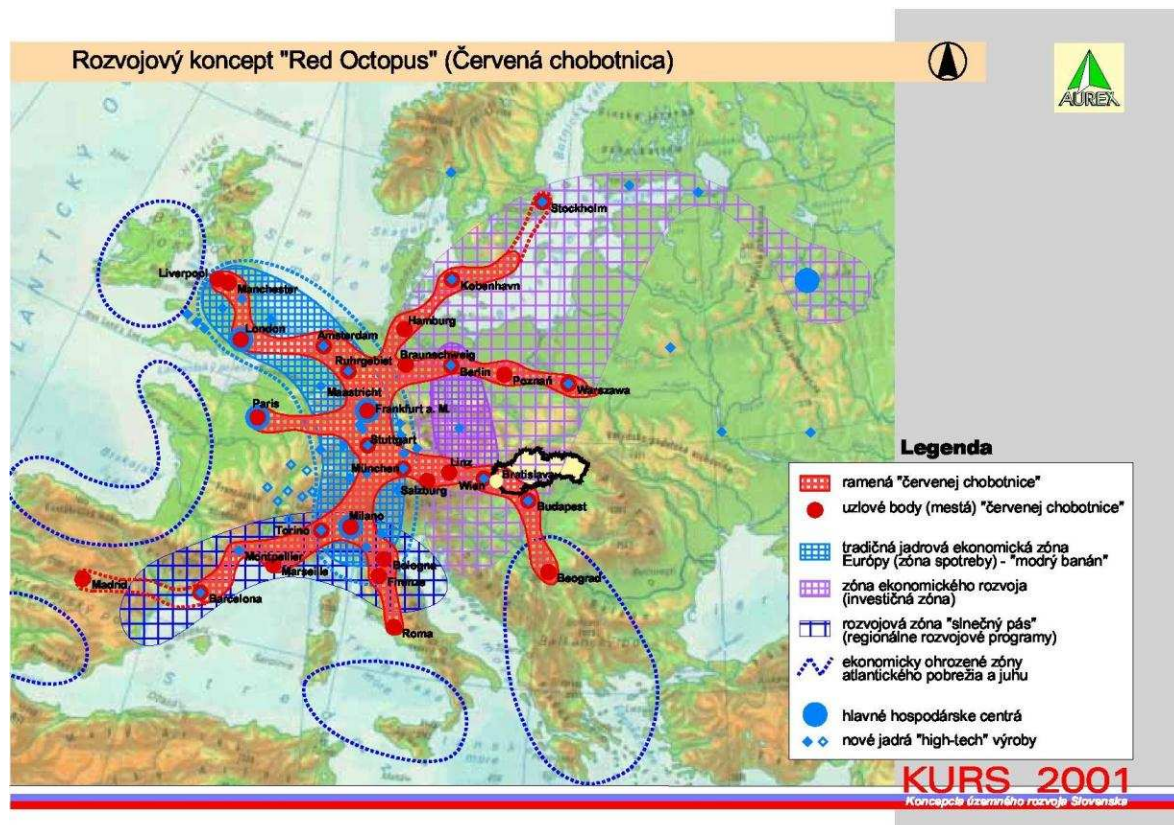 Rozvojový koncept "Red Octopus" (Červená chobotnica)
AUREX
Stockholm
Liverpool
Manchester
København
London
Amsterdam
Hamburg
Ruhrgebiet
Braunschweig
Berlin
Poznań
Warszawa
Maastricht
Paris
Frankfurt a. M.
Stuttgart
München
Linz
Salzburg
Wien
Bratislava
Budapest
Milano
Torino
Montpellier
Marseille
Bologna
Firenze
Madrid
Barcelona
Roma
Beograd
Legenda
ramená "červenej chobotnice"
uzlové body (mestá) "červenej chobotnice"
tradičná jadrová ekonomická zóna
Európy (zóna spotreby) - "modrý banán"
zóna ekonomického rozvoja
(investičná zóna)
rozvojová zóna "slnečný pás"
(regionálne rozvojové programy)
ekonomicky ohrozené zóny
atlantického pobrežia a juhu
hlavné hospodárske centrá
nové jadrá "high-tech" výroby
KURS 2001
Koncepcia územného rozvoja Slovenska